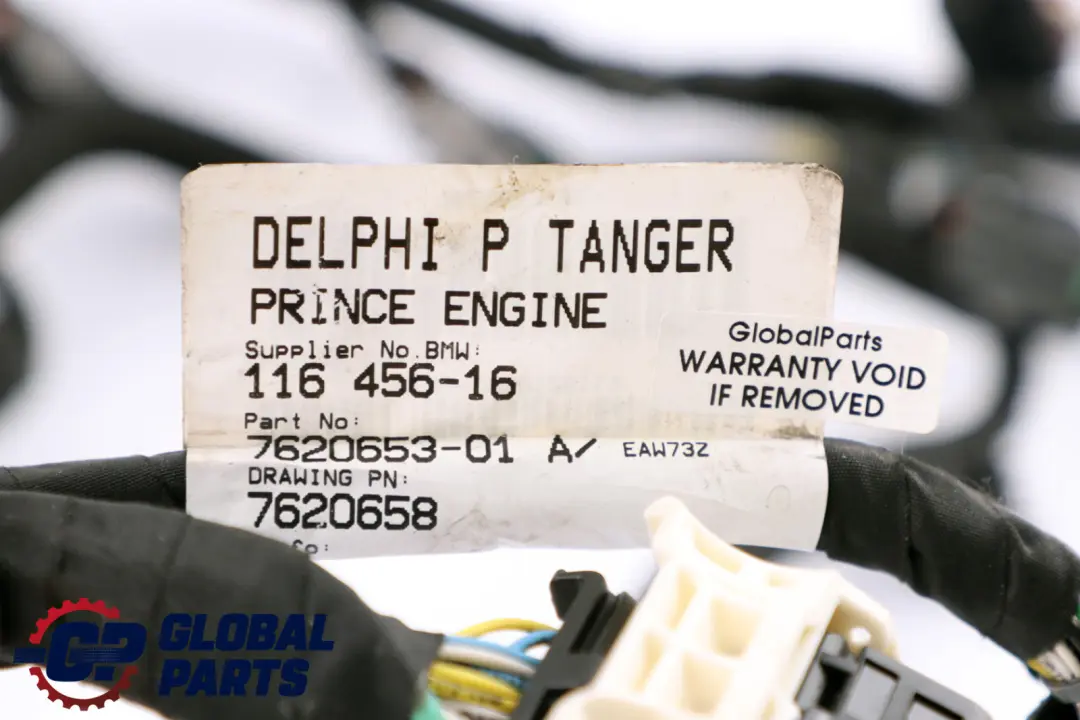 DELPHI P TANGER
PRINCE ENGINE
Supplier No.BMW:
116 456-16
Part No:
7620653-01 A/ EAW73Z
DRAWING PN:
7620658
GlobalParts
WARRANTY VOID
IF REMOVED
GP GLOBAL
PARTS